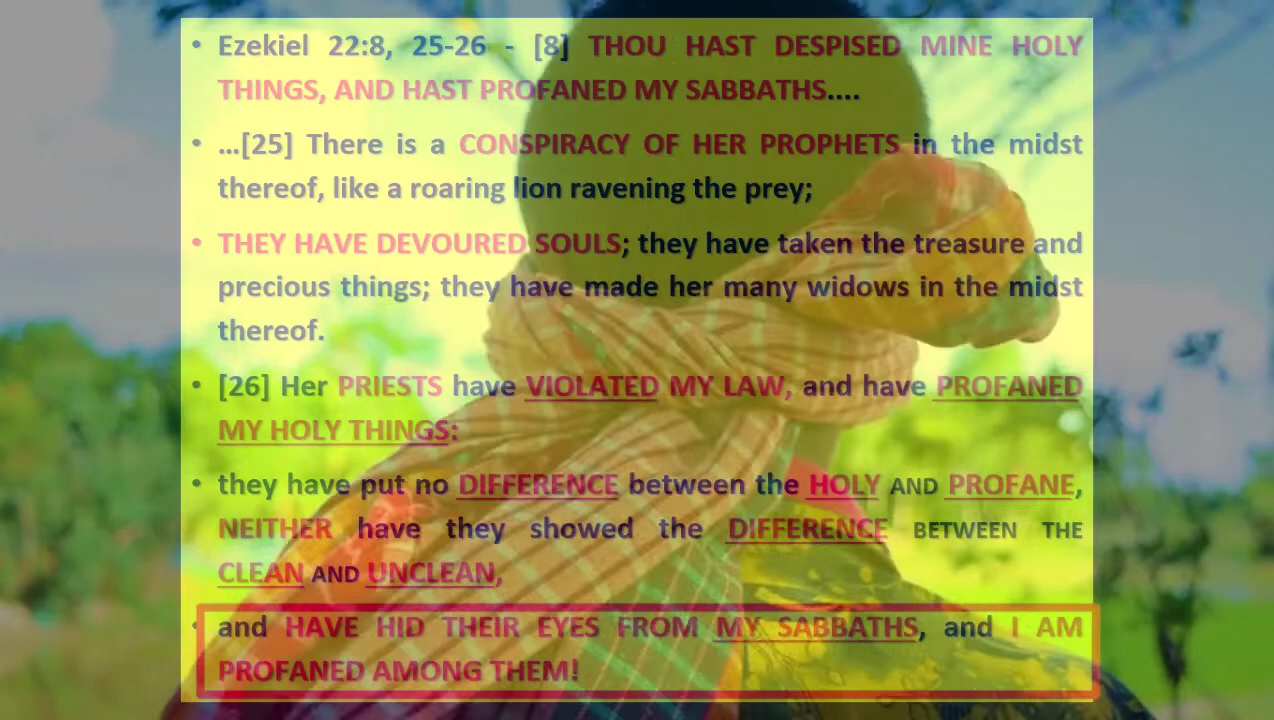 • Ezekiel 22:8, 25-26 - [8] THOU HAST DESPISED MINE HOLY
THINGS, AND HAST PROFANED MY SABBATHS....
• …[25] There is a CONSPIRACY OF HER PROPHETS in the midst
thereof, like a roaring lion ravening the prey;
• THEY HAVE DEVOURED SOULS; they have taken the treasure and
precious things; they have made her many widows in the midst
thereof.
• [26] Her PRIESTS have VIOLATED MY LAW, and have PROFANED
MY HOLY THINGS:
• they have put no DIFFERENCE between the HOLY AND PROFANE,
NEITHER have they showed the DIFFERENCE BETWEEN THE
CLEAN AND UNCLEAN,
• and HAVE HID THEIR EYES FROM MY SABBATHS, and I AM
PROFANED AMONG THEM!